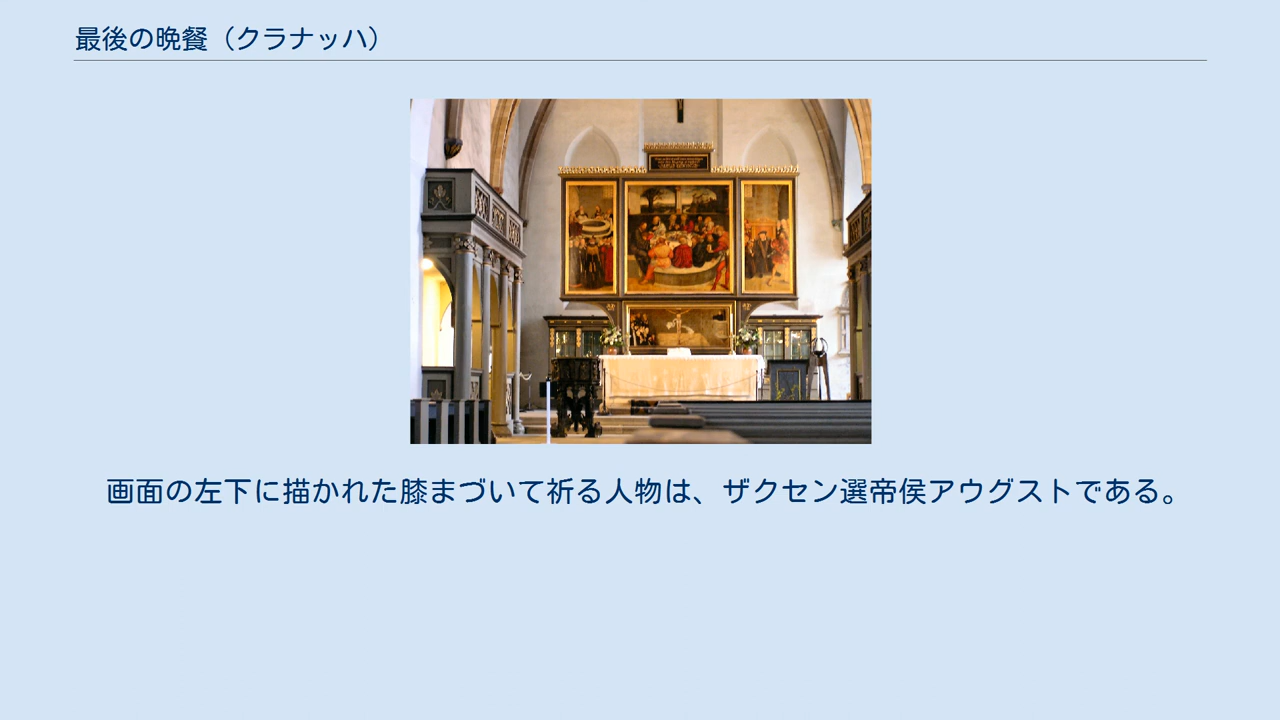 最後の晩餐（クラナッハ）
画面の左下に描かれた膝まづいて祈る人物は、ザクセン選帝侯アウグストである。